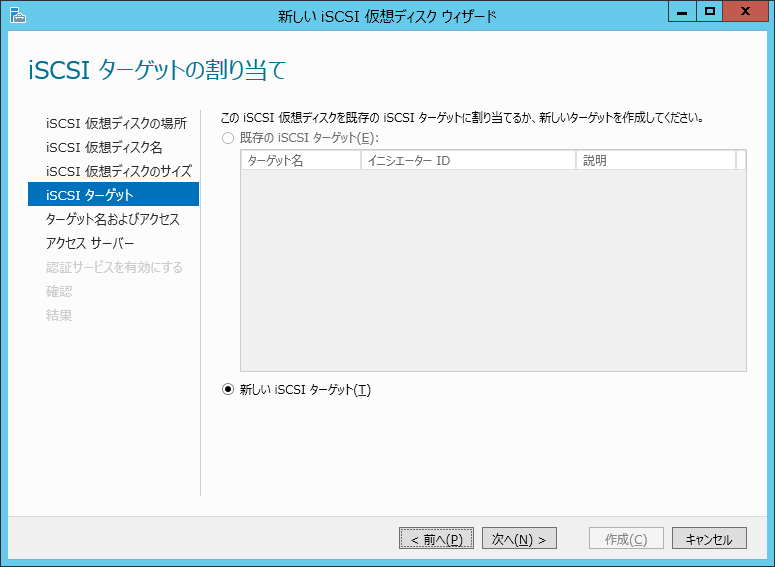 新しい iSCSI 仮想ディスク ウィザード
iSCSI ターゲットの割り当て
iSCSI 仮想ディスクの場所
iSCSI 仮想ディスク名
iSCSI 仮想ディスクのサイズ
iSCSI ターゲット
ターゲット名およびアクセス
アクセス サーバー
認証サービスを有効にする
確認
結果
この iSCSI 仮想ディスクを既存の iSCSI ターゲットに割り当てるか、新しいターゲットを作成してください。
既存の iSCSI ターゲット(E):
ターゲット名 イニシエーター ID 説明
新しい iSCSI ターゲット(T)
< 前へ(P) 次へ(N) > 作成(C) キャンセル